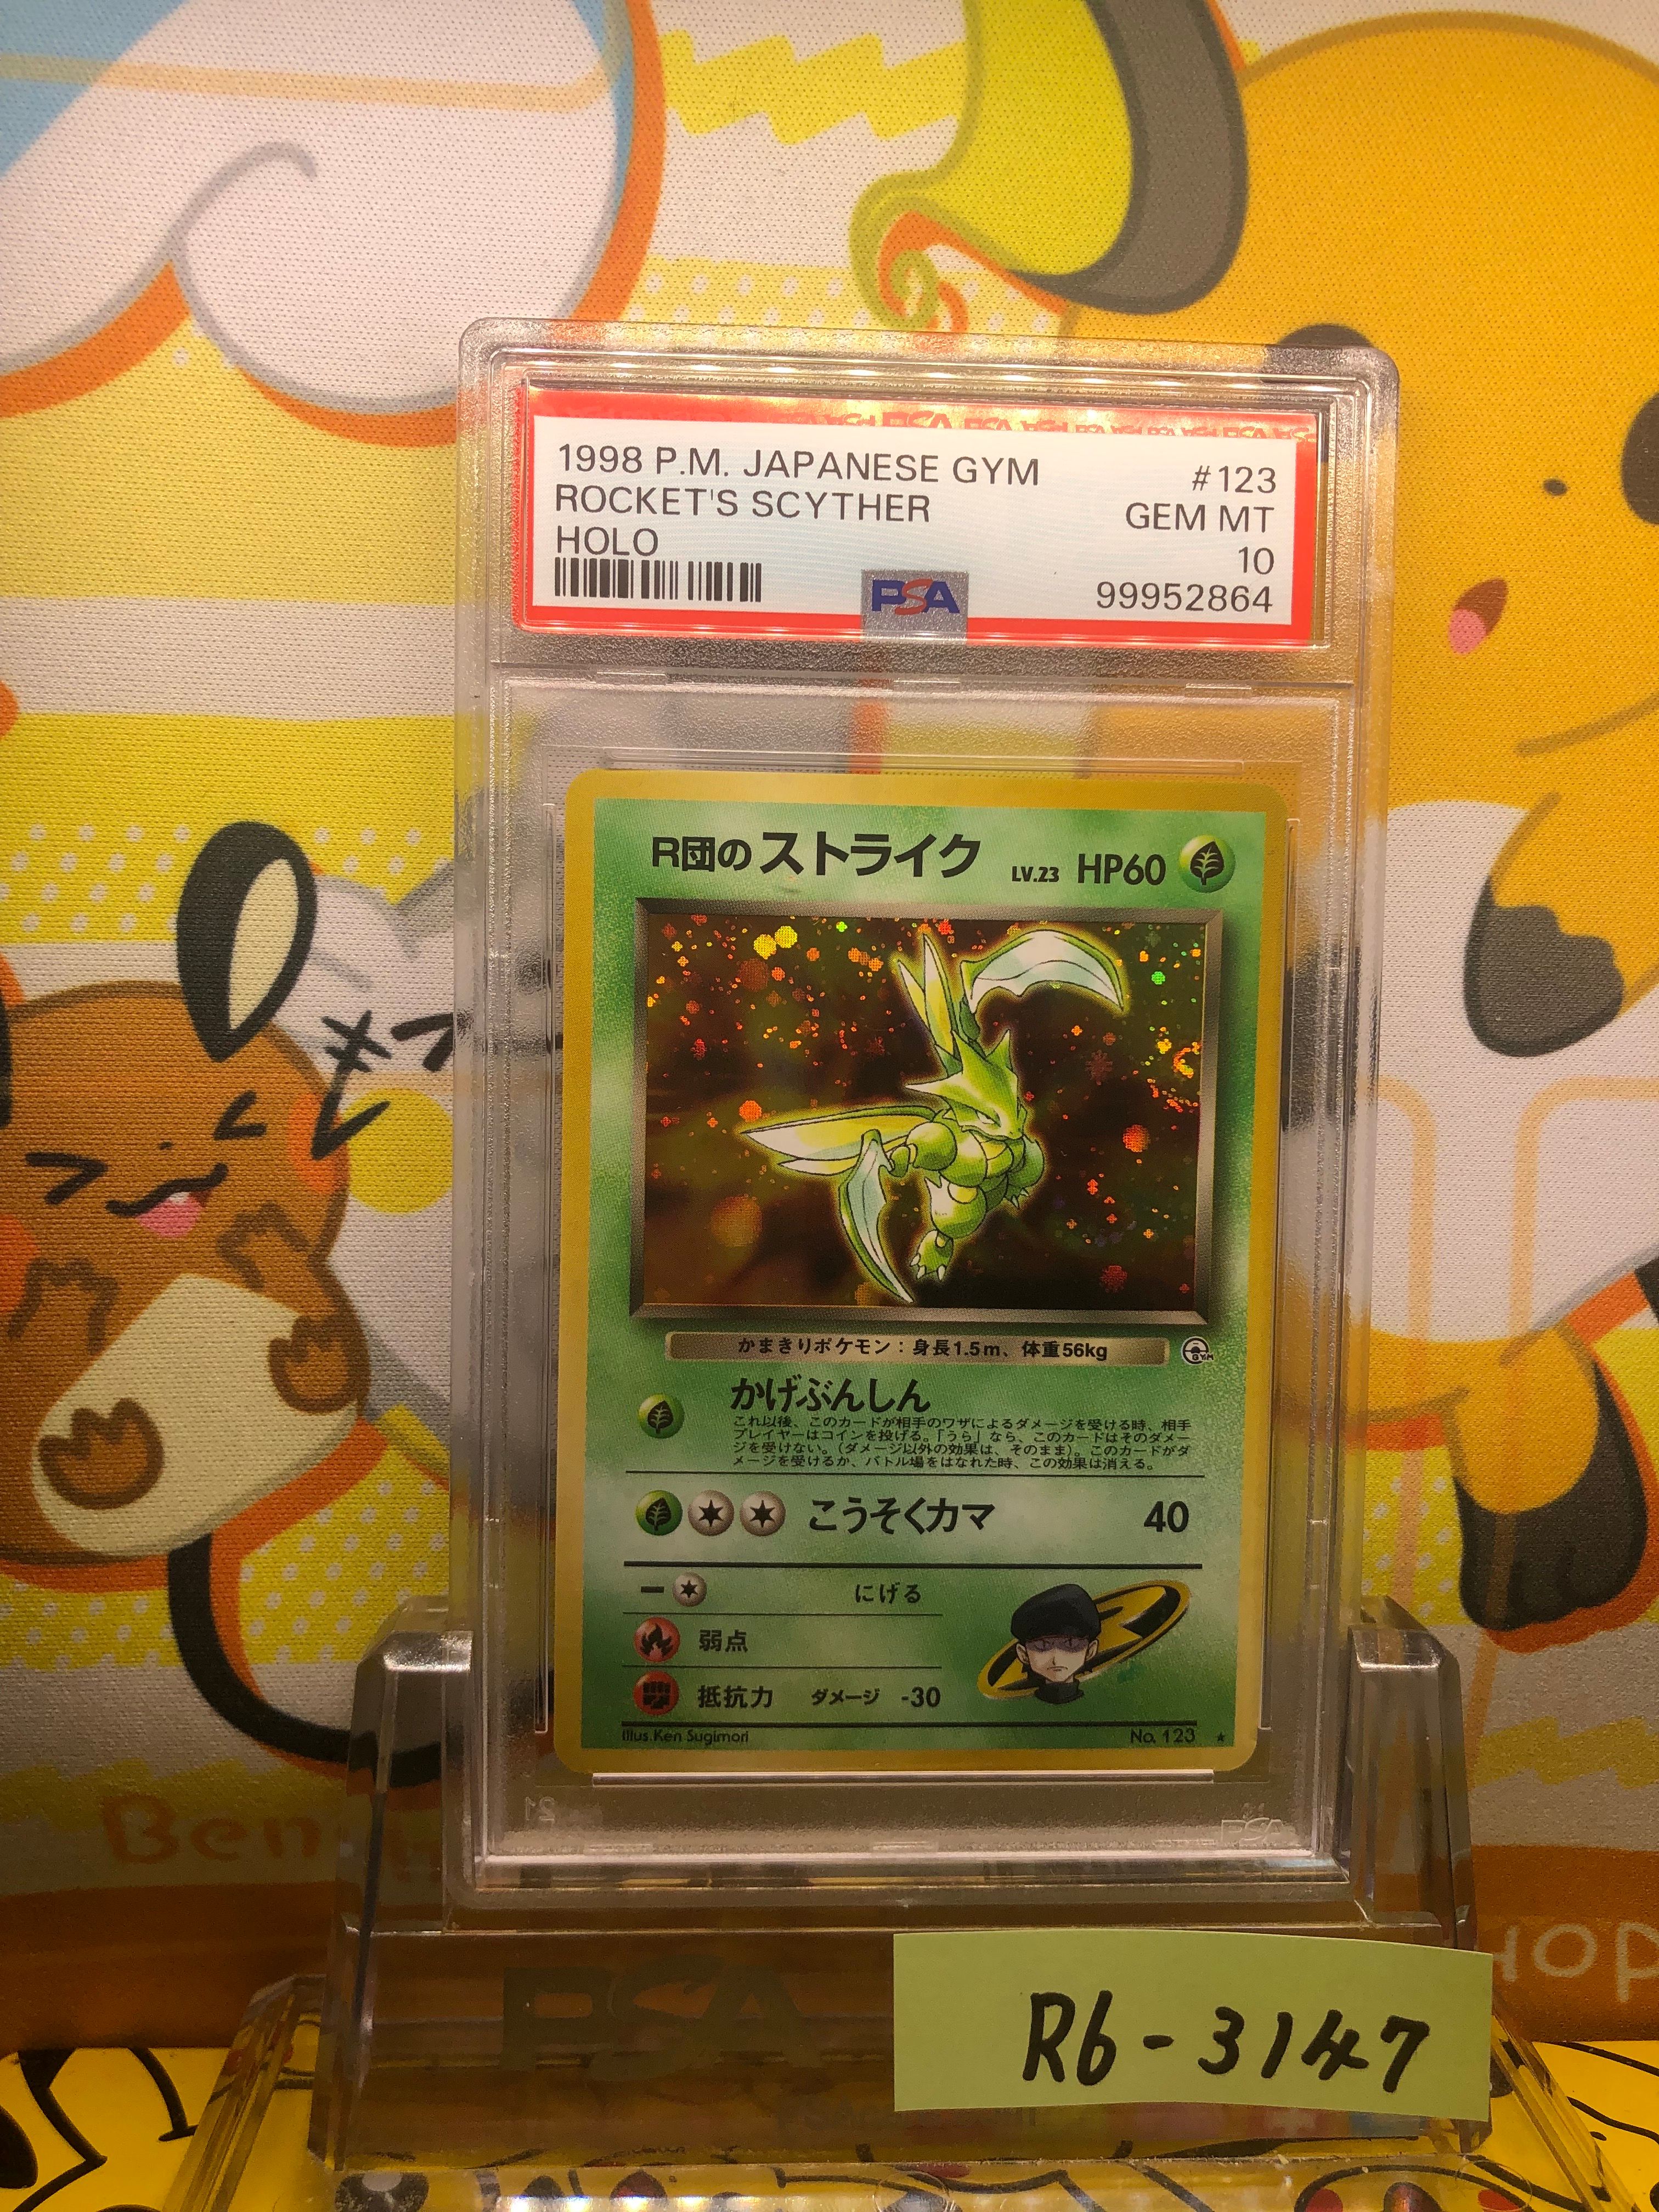 1998 P.M. JAPANESE GYM #123
ROCKET'S SCYTHER GEM MT
HOLO 10
PSA 99952864
R団のストライク LV.23 HP60
かまきりポケモン：身長1.5m、体重56kg
GYM
かげぶんしん
これ以後、このカードが相手のワザによるダメージを受ける時、相手
プレイヤーはコインを投げる。「うら」なら、このカードはそのダメー
ジを受けない。（ダメージ以外の効果は、そのまま）。このカードがダ
メージを受けるか、バトル場をはなれた時、この効果は消える。
こうそくカマ 40
にげる
弱点
抵抗力 ダメージ -30
Illus. Ken Sugimori No. 123 ★
PSA
PSA
R6-3147